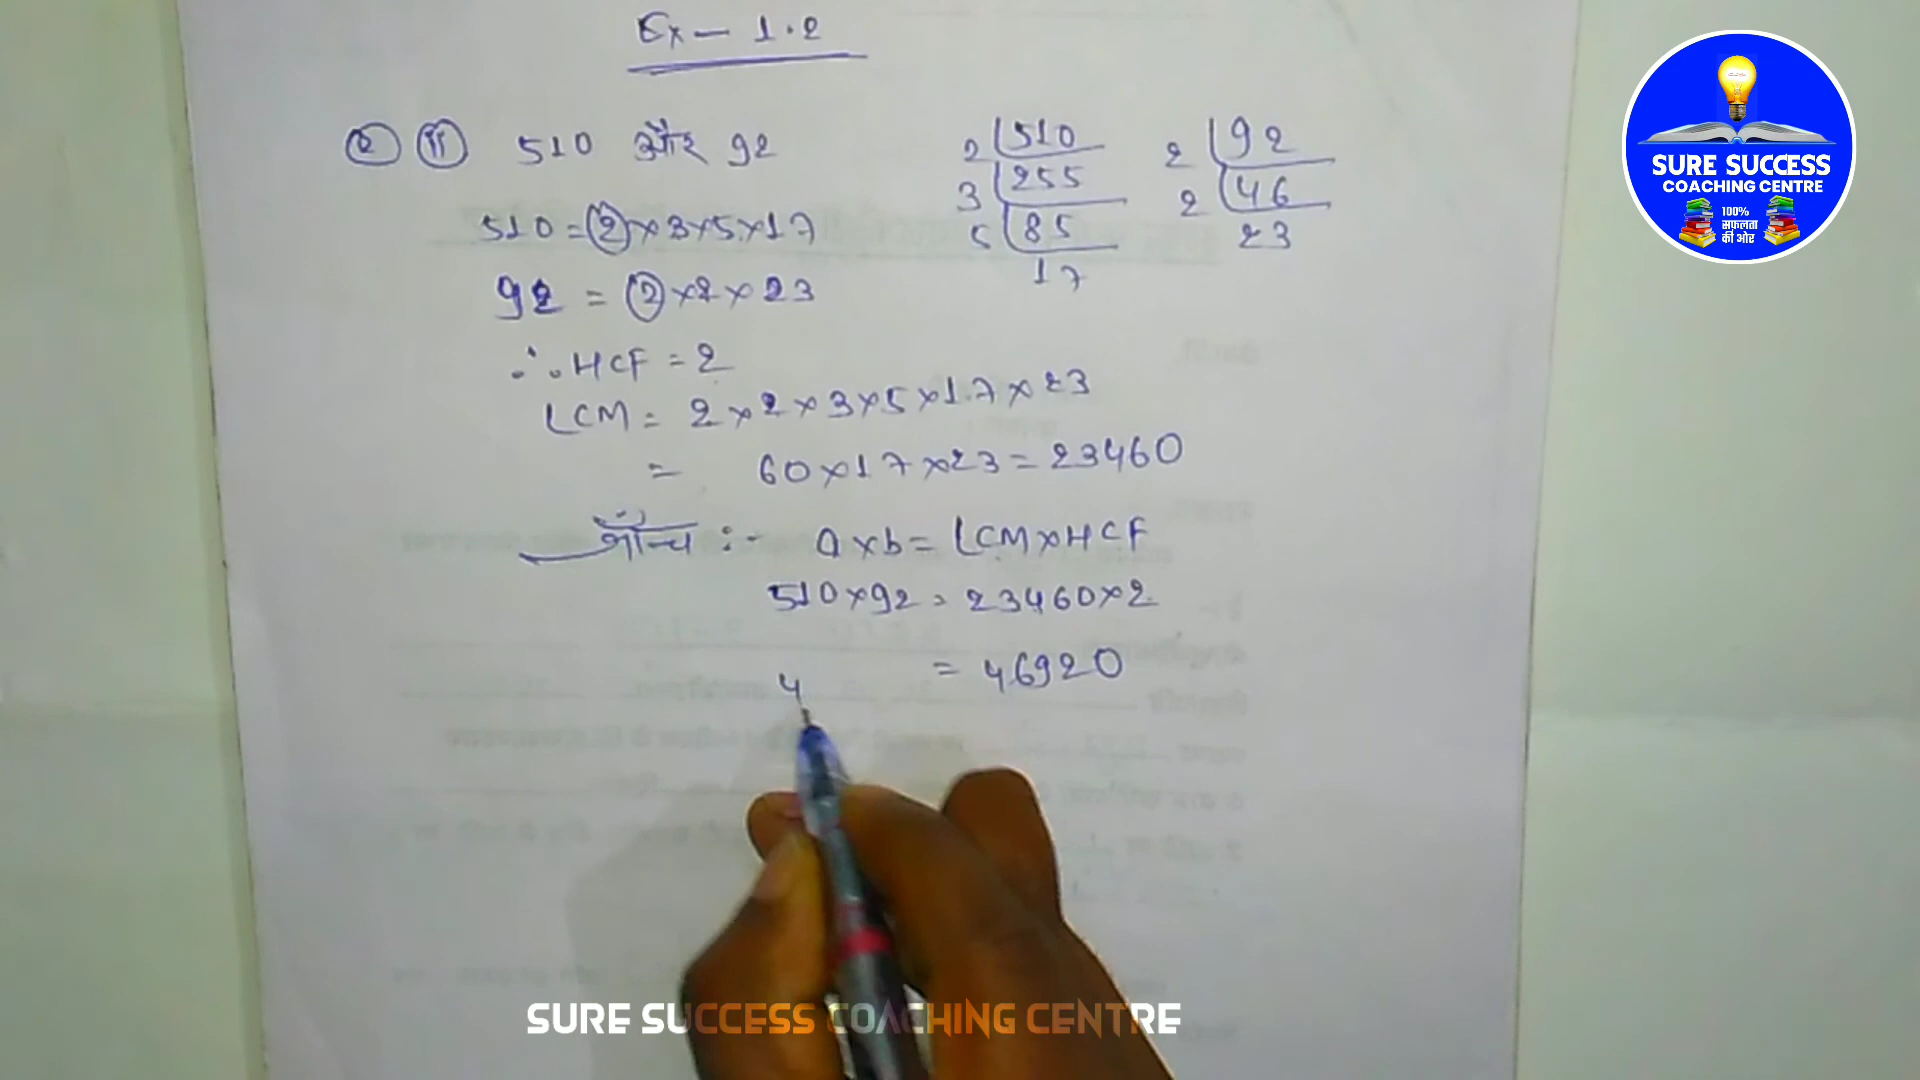 Ex — 1.2
2 ii 510 और 92
510 = 2×3×5×17
92 = 2×2×23
∴ HCF = 2
LCM = 2×2×3×5×17×23
= 60×17×23 = 23460
जाँच :- a×b = LCM×HCF
510×92 = 23460×2
= 46920
4
2 510
3 255
5 85
17
2 92
2 46
23
SURE SUCCESS
COACHING CENTRE
100%
सफलता
की ओर
SURE SUCCESS COACHING CENTRE